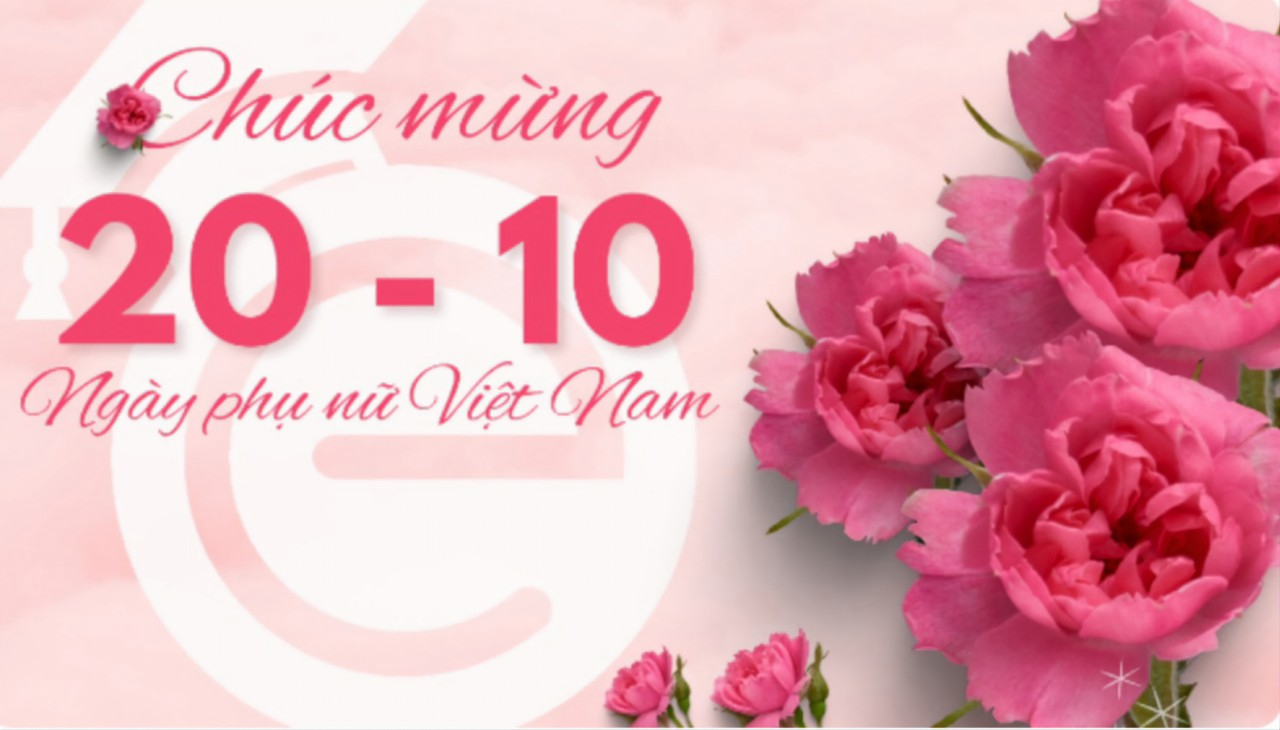 Chúc mừng
20 - 10
Ngày phụ nữ Việt Nam